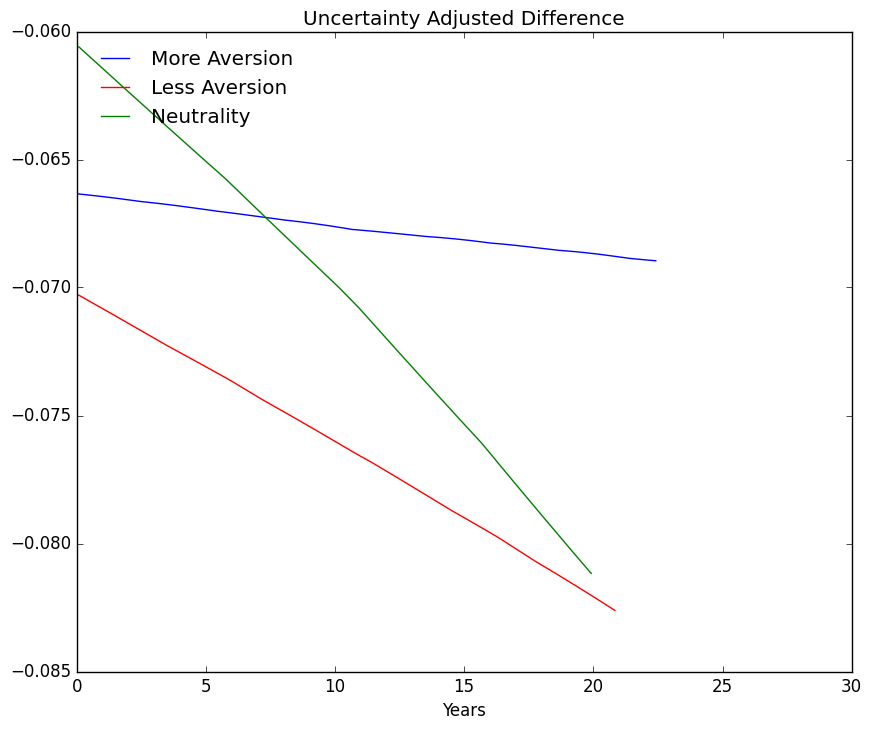 Uncertainty Adjusted Difference
−0.060
−0.065
−0.070
−0.075
−0.080
−0.085
More Aversion
Less Aversion
Neutrality
0 5 10 15 20 25 30
Years